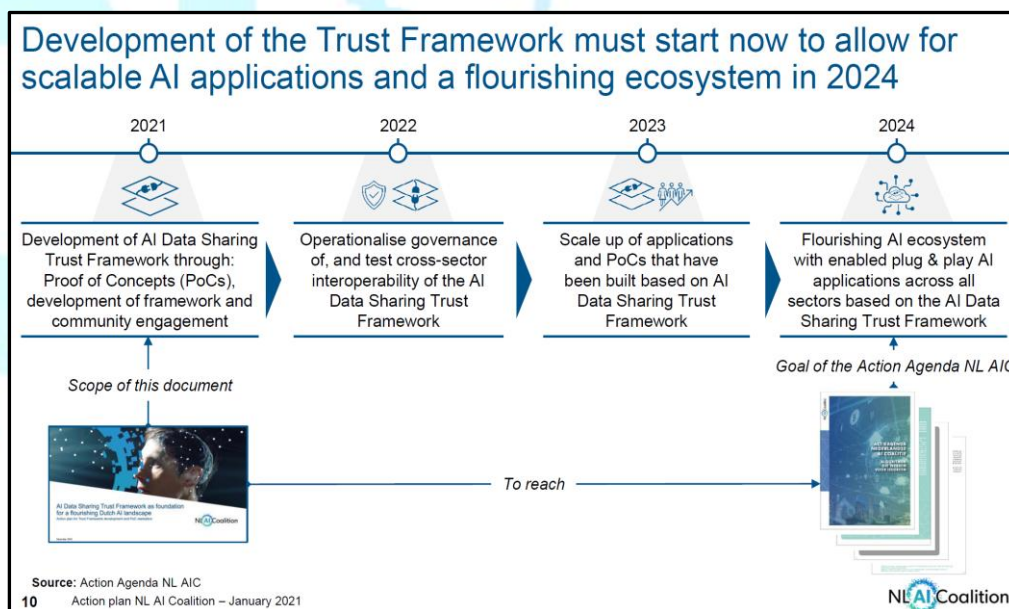 Development of the Trust Framework must start now to allow for
scalable AI applications and a flourishing ecosystem in 2024
2021
2022
2023
2024
Development of AI Data Sharing
Trust Framework through:
Proof of Concepts (PoCs),
development of framework and
community engagement
Operationalise governance
of, and test cross-sector
interoperability of the AI
Data Sharing Trust
Framework
Scale up of applications
and PoCs that have
been built based on AI
Data Sharing Trust
Framework
Flourishing AI ecosystem
with enabled plug & play AI
applications across all
sectors based on the AI Data
Sharing Trust Framework
Scope of this document
Goal of the Action Agenda NL AIC
AI Data Sharing Trust Framework as foundation
for a flourishing Dutch AI landscape
NL AI Coalition
To reach
Source: Action Agenda NL AIC
10 Action plan NL AI Coalition – January 2021
NL AI Coalition